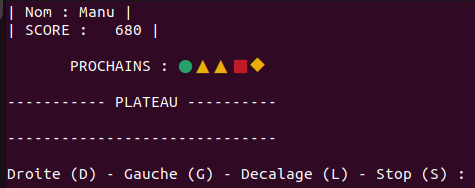 | Nom : Manu |
| SCORE :   680 |
PROCHAINS : ●▲▲■◆
----------- PLATEAU ----------
------------------------------
Droite (D) - Gauche (G) - Decalage (L) - Stop (S) :